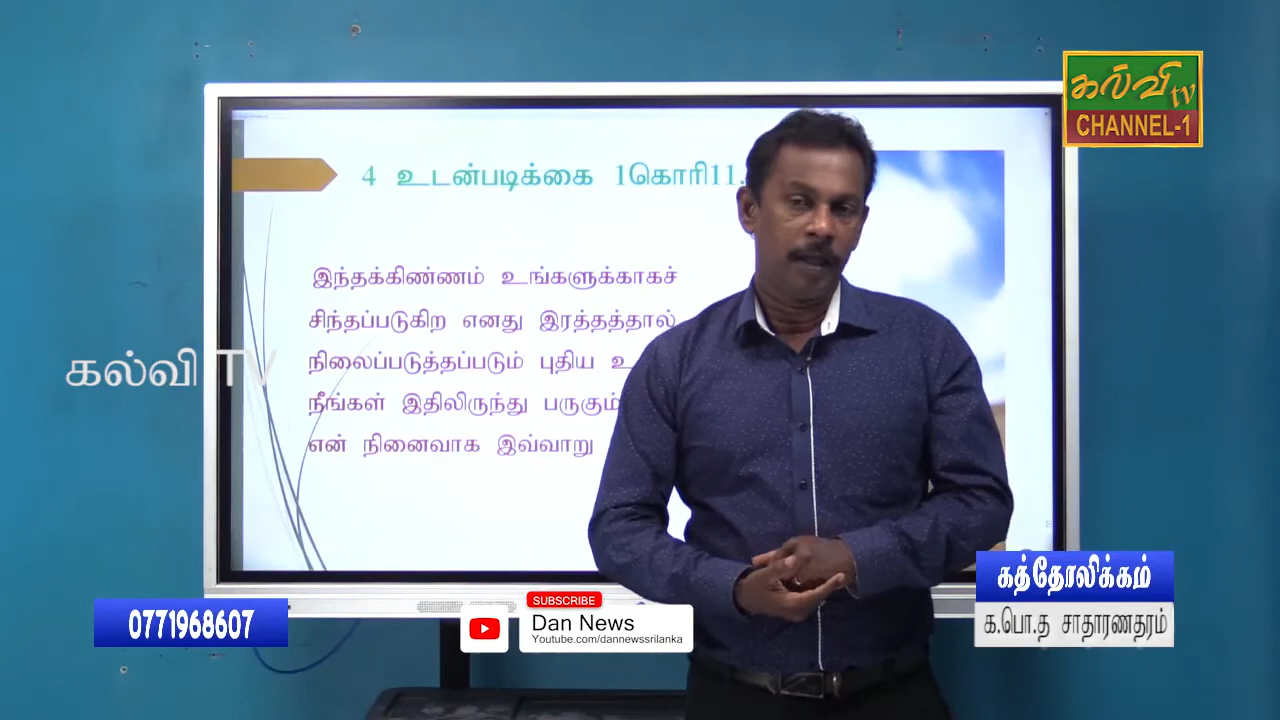 கல்வி tv
CHANNEL-1
4 உடன்படிக்கை 1கொரி11.
இந்தக்கிண்ணம் உங்களுக்காகச்
சிந்தப்படுகிற எனது இரத்தத்தால்
நிலைப்படுத்தப்படும் புதிய
நீங்கள் இதிலிருந்து பருகும்
என் நினைவாக இவ்வாறு
கல்வி TV
கத்தோலிக்கம்
க.பொ.த சாதாரணதரம்
0771968607
SUBSCRIBE
Dan News
Youtube.com/dannewssrilanka